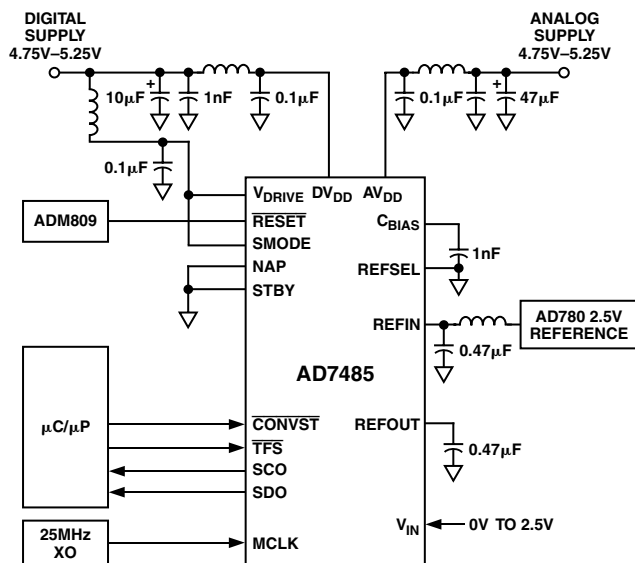 DIGITAL
SUPPLY
4.75V–5.25V
ANALOG
SUPPLY
4.75V–5.25V
10µF
+
1nF
0.1µF
0.1µF
+
47µF
0.1µF
VDRIVE
DVDD
AVDD
ADM809
RESET
CBIAS
SMODE
1nF
NAP
REFSEL
STBY
REFIN
AD780 2.5V
REFERENCE
0.47µF
AD7485
µC/µP
CONVST
REFOUT
TFS
0.47µF
SCO
SDO
VIN
0V TO 2.5V
25MHz
XO
MCLK